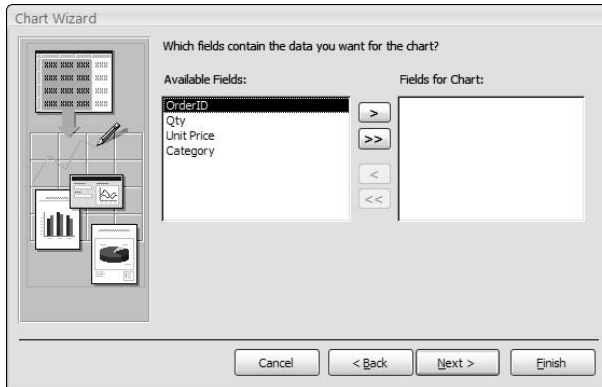 Chart Wizard
Which fields contain the data you want for the chart?
Available Fields:
Fields for Chart:
OrderID
Qty
Unit Price
Category
>
>>
<
<<
Cancel
< Back
Next >
Finish